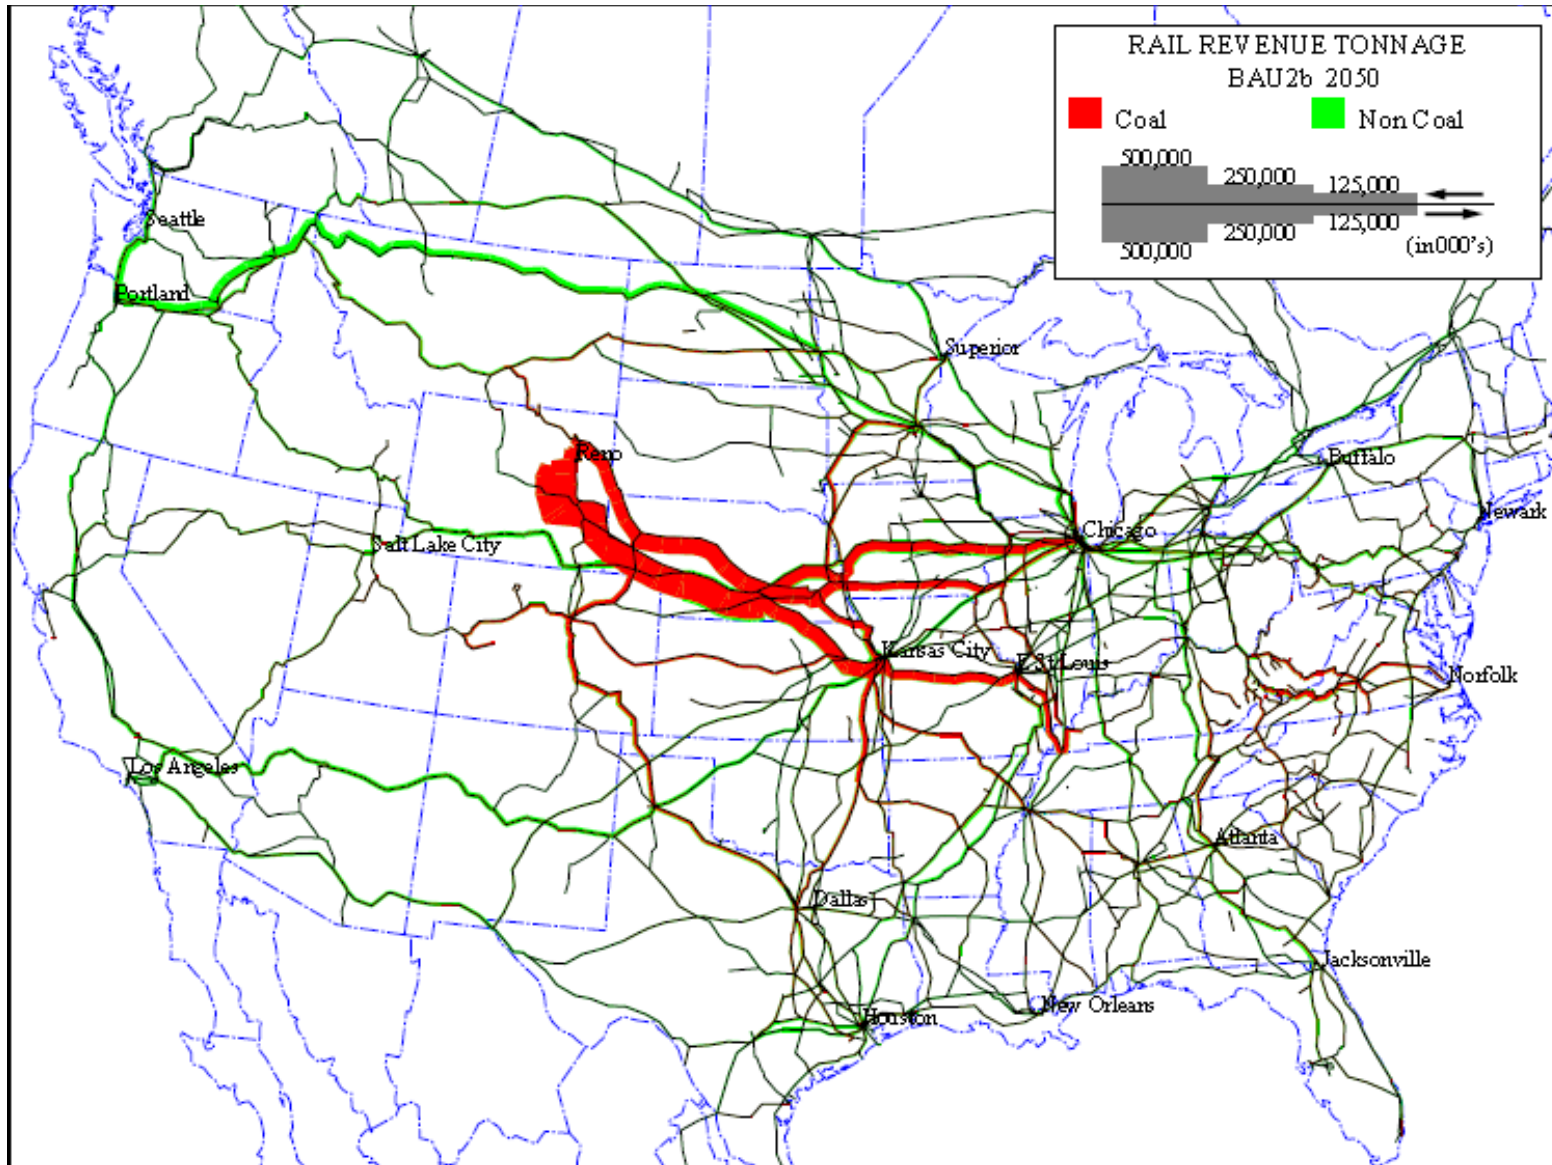 RAIL REVENUE TONNAGE
BAU2b 2050
Coal
Non Coal
500,000
250,000
125,000
125,000
250,000
500,000
(in000's)
Seattle
Portland
Superior
Reno
Buffalo
Newark
Chicago
Salt Lake City
Kansas City
E St Louis
Norfolk
Los Angeles
Atlanta
Dallas
Jacksonville
New Orleans
Houston